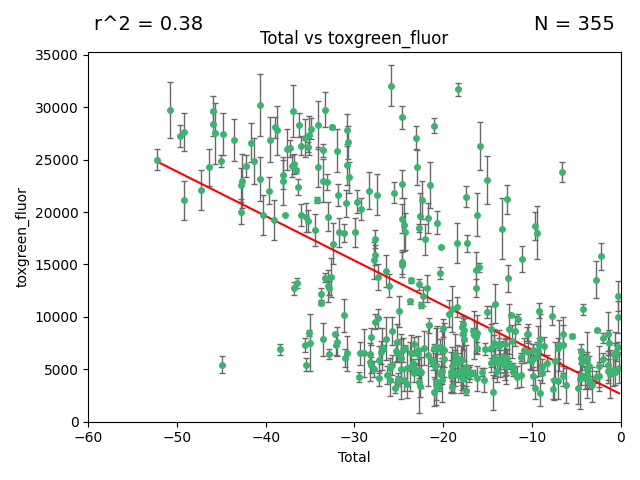 r^2 = 0.38
N = 355
Total vs toxgreen_fluor
35000
30000
25000
20000
15000
10000
5000
0
toxgreen_fluor
−60 −50 −40 −30 −20 −10 0
Total